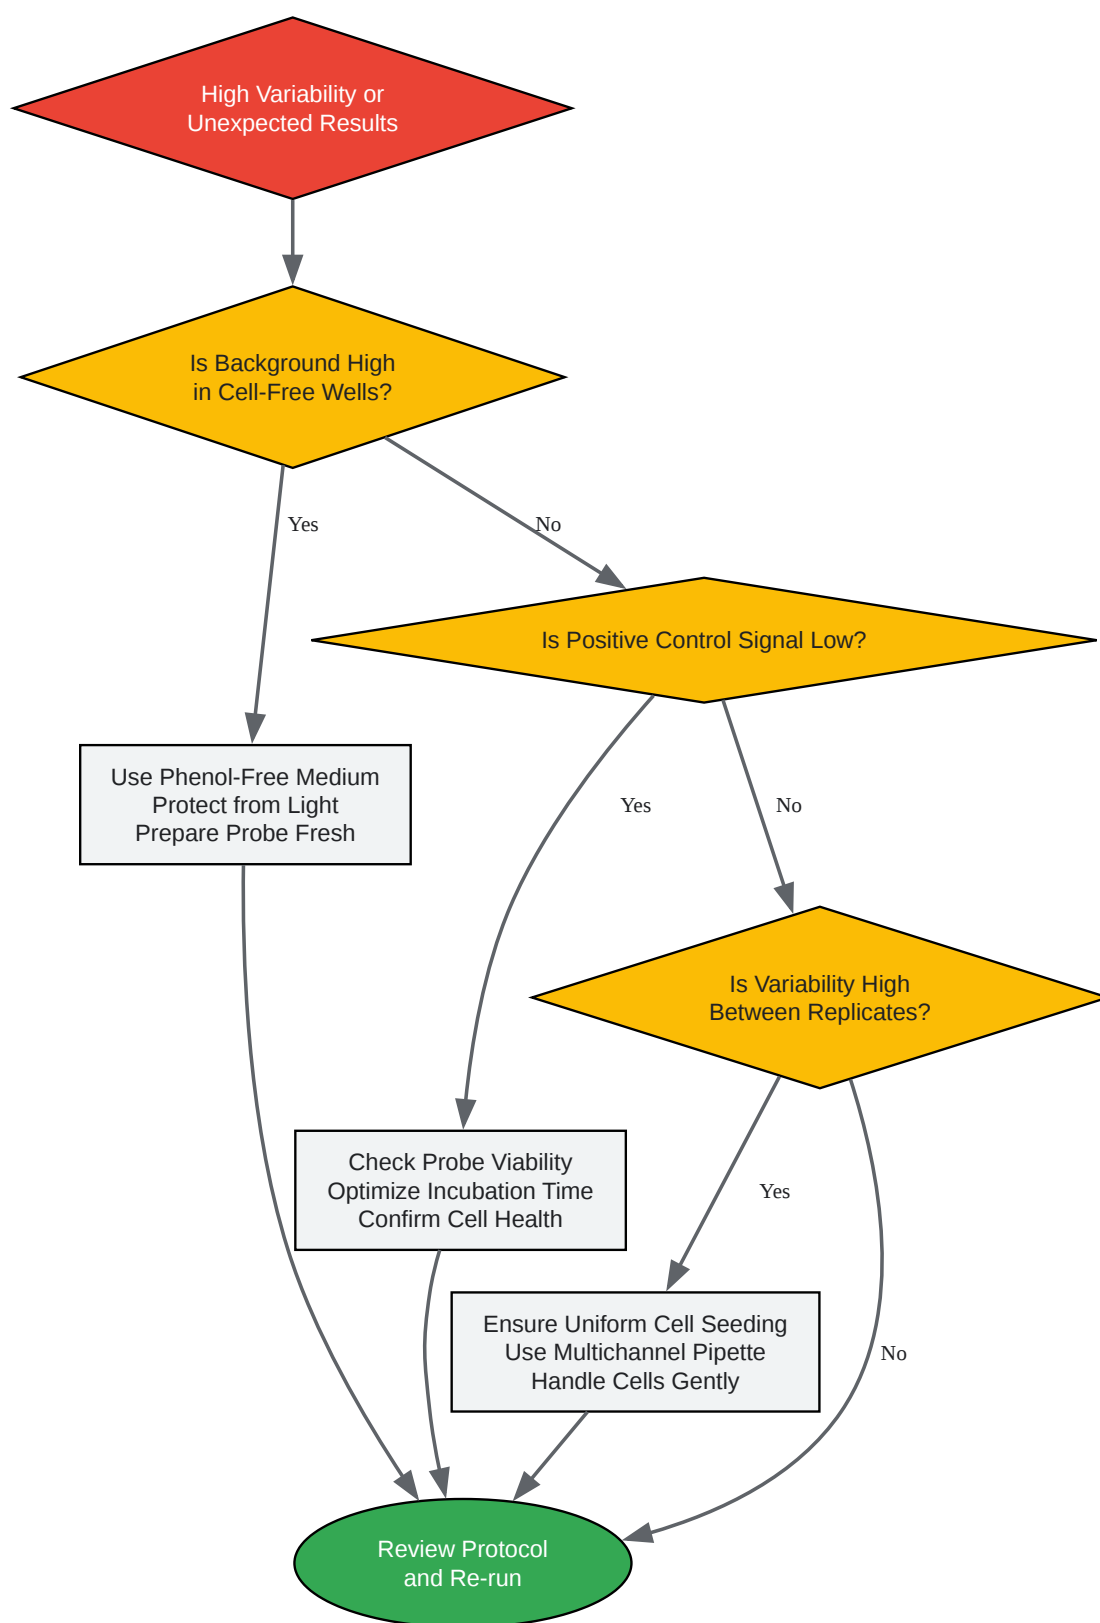 High Variability or
Unexpected Results
Is Background High
in Cell-Free Wells?
Yes
No
Is Positive Control Signal Low?
Use Phenol-Free Medium
Protect from Light
Prepare Probe Fresh
Yes
No
Is Variability High
Between Replicates?
Check Probe Viability
Optimize Incubation Time
Confirm Cell Health
Yes
Ensure Uniform Cell Seeding
Use Multichannel Pipette
Handle Cells Gently
No
Review Protocol
and Re-run